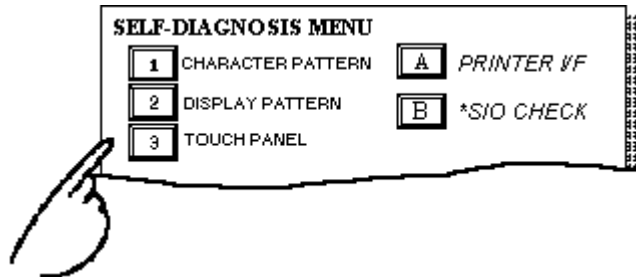 SELF-DIAGNOSIS MENU
1 CHARACTER PATTERN
2 DISPLAY PATTERN
3 TOUCH PANEL
A PRINTER I/F
B *SIO CHECK